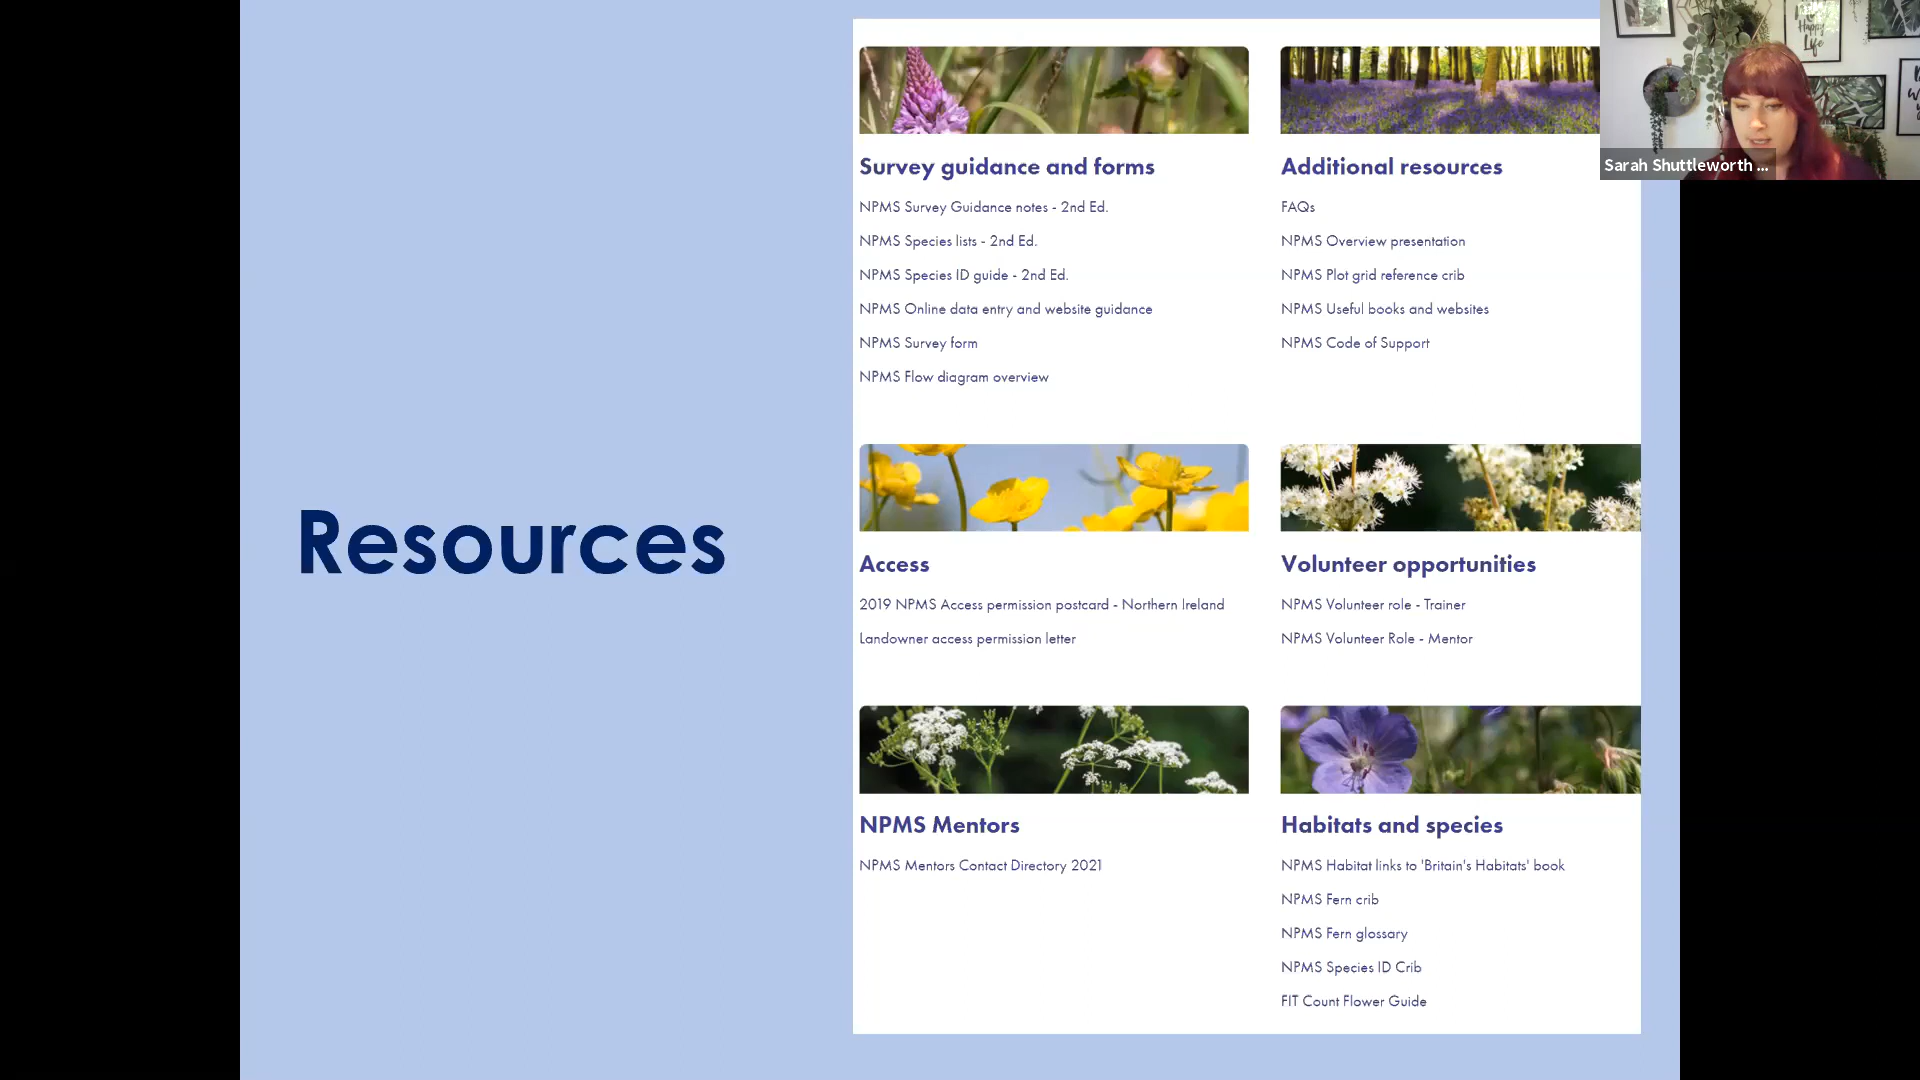 Resources
Survey guidance and forms
NPMS Survey Guidance notes - 2nd Ed.
NPMS Species lists - 2nd Ed.
NPMS Species ID guide - 2nd Ed.
NPMS Online data entry and website guidance
NPMS Survey form
NPMS Flow diagram overview
Additional resources
FAQs
NPMS Overview presentation
NPMS Plot grid reference crib
NPMS Useful books and websites
NPMS Code of Support
Access
2019 NPMS Access permission postcard - Northern Ireland
Landowner access permission letter
Volunteer opportunities
NPMS Volunteer role - Trainer
NPMS Volunteer Role - Mentor
NPMS Mentors
NPMS Mentors Contact Directory 2021
Habitats and species
NPMS Habitat links to 'Britain's Habitats' book
NPMS Fern crib
NPMS Fern glossary
NPMS Species ID Crib
FIT Count Flower Guide
Happy
Life
Sarah Shuttleworth ...